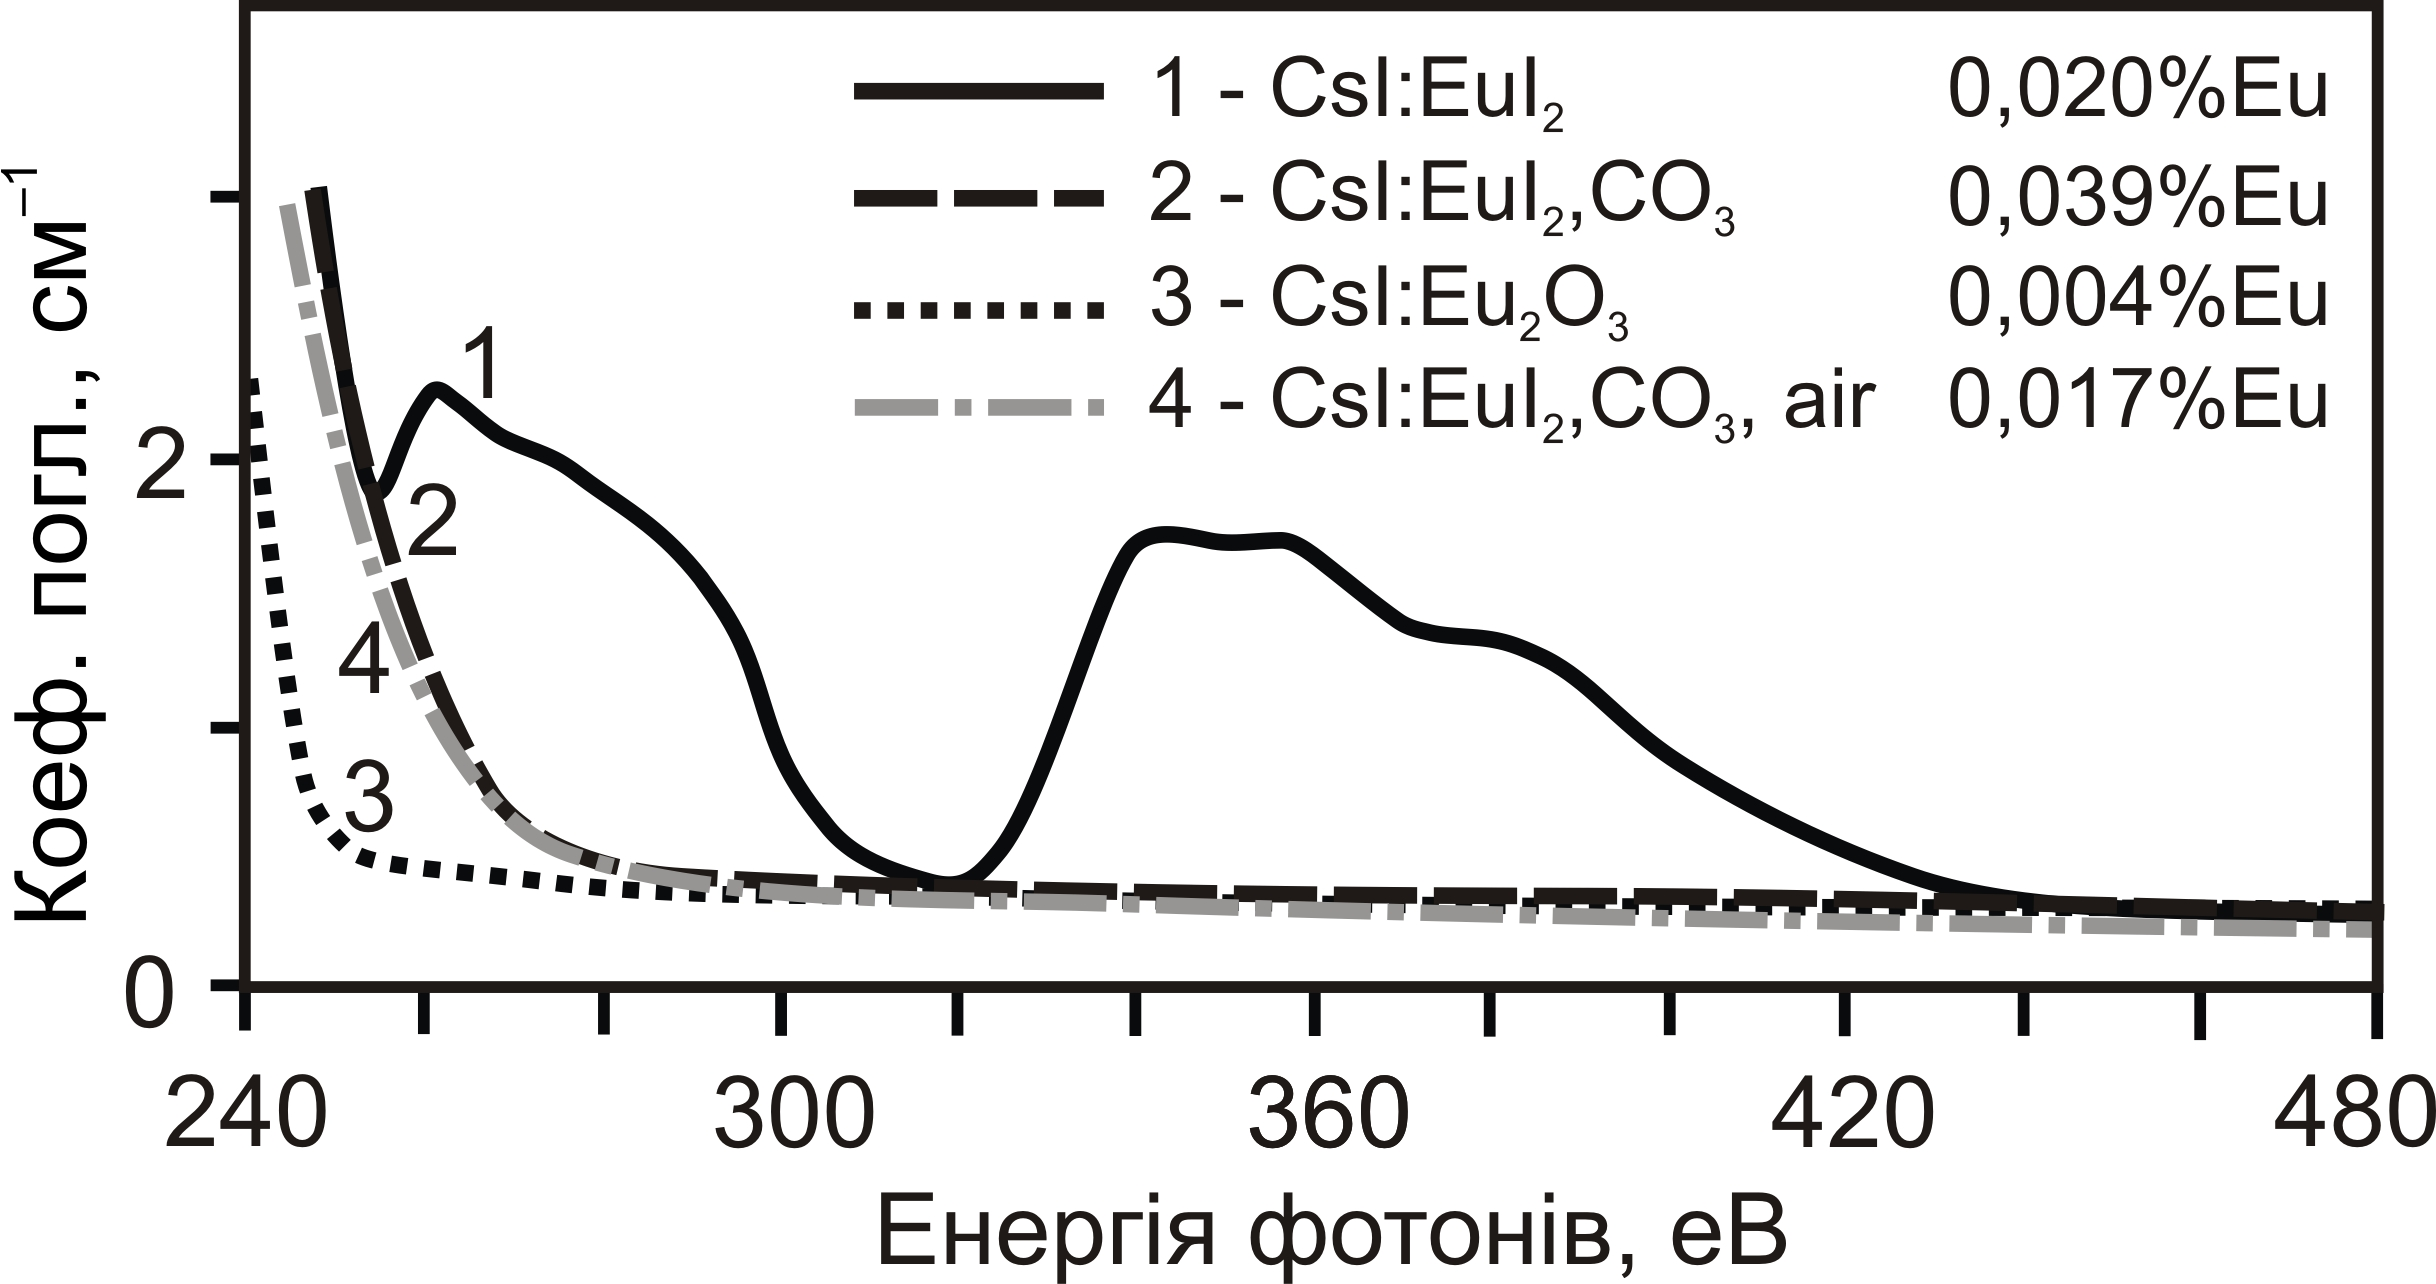 1 - CsI:EuI₂ 0,020%Eu
2 - CsI:EuI₂,CO₃ 0,039%Eu
3 - CsI:Eu₂O₃ 0,004%Eu
4 - CsI:EuI₂,CO₃, air 0,017%Eu
Коеф. погл., см⁻¹
2
0
1
2
4
3
240 300 360 420 480
Енергія фотонів, еВ